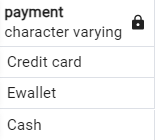 payment
character varying
Credit card
Ewallet
Cash